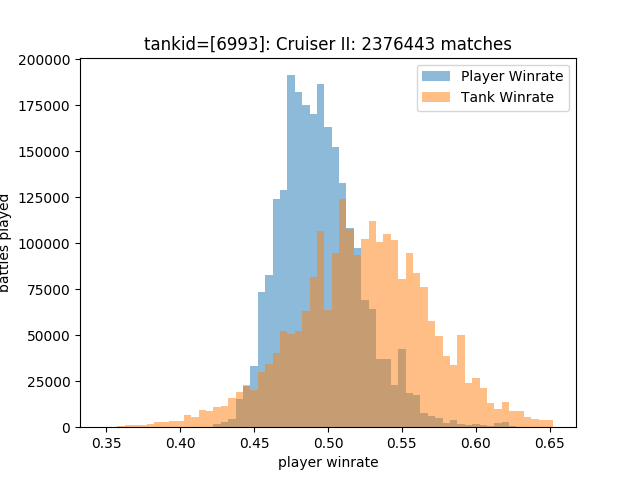 tankid=[6993]: Cruiser II: 2376443 matches
Player Winrate
Tank Winrate
200000
175000
150000
125000
100000
75000
50000
25000
0
battles played
0.35 0.40 0.45 0.50 0.55 0.60 0.65
player winrate